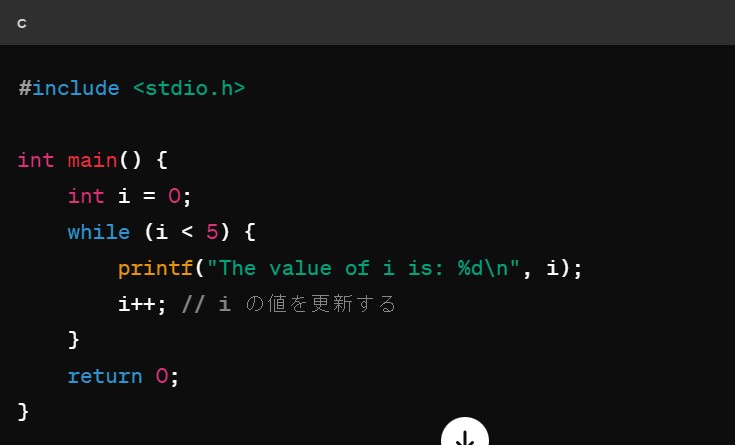 c
#include <stdio.h>
int main() {
    int i = 0;
    while (i < 5) {
        printf("The value of i is: %d\n", i);
        i++; // i の値を更新する
    }
    return 0;
}